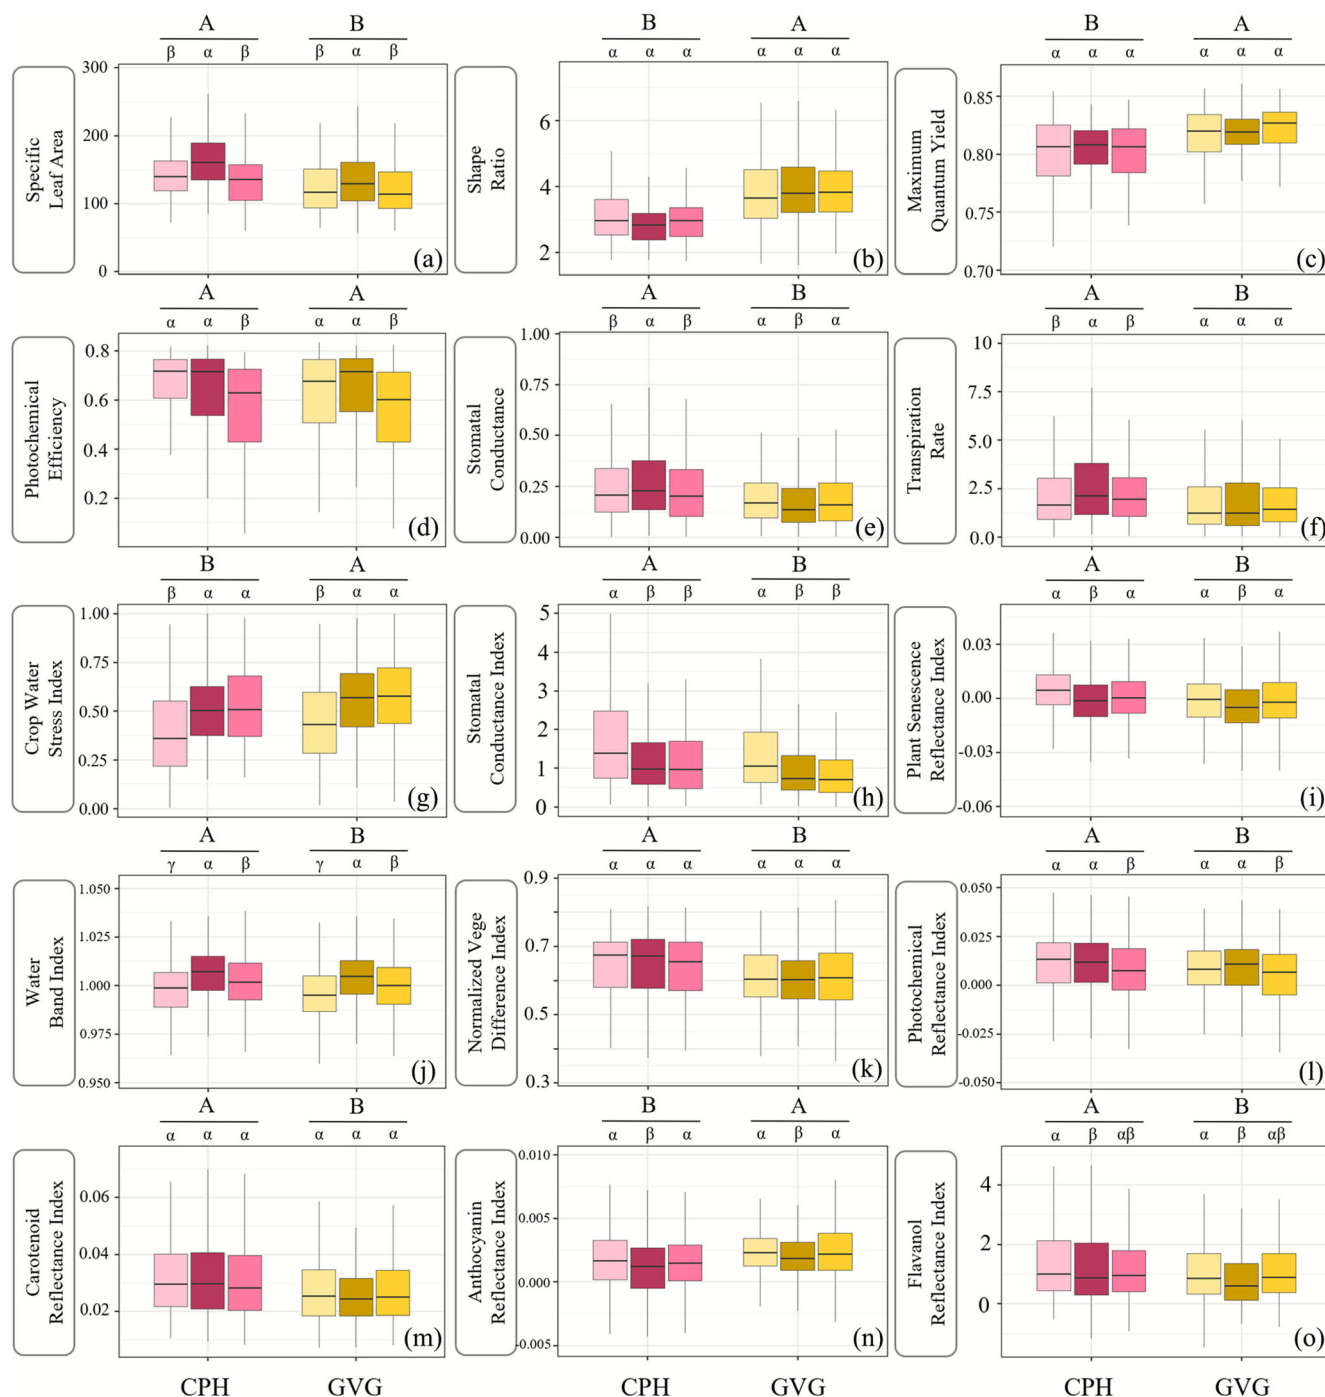 A B
β α β β α β
Specific
Leaf Area
300
200
100
0
(a)
B A
α α α α α α
Shape
Ratio
6
4
2
(b)
B A
α α α α α α
Maximum
Quantum Yield
0.85
0.80
0.75
0.70
(c)
A A
α α β α α β
Photochemical
Efficiency
0.8
0.6
0.4
0.2
(d)
A B
β α β α β α
Stomatal
Conductance
1.00
0.75
0.50
0.25
0.00
(e)
A B
β α β α α α
Transpiration
Rate
10
7.5
5.0
2.5
0.0
(f)
B A
β α α β α α
Crop Water
Stress Index
1.00
0.75
0.50
0.25
0.00
(g)
A B
α β β α β β
Stomatal
Conductance Index
5
4
3
2
1
0
(h)
A B
α β α α β α
Plant Senescence
Reflectance Index
0.03
0.00
-0.03
-0.06
(i)
A B
γ α β γ α β
Water
Band Index
1.050
1.025
1.000
0.975
0.950
(j)
A B
α α α α α α
Normalized Vege
Difference Index
0.9
0.7
0.5
0.3
(k)
A B
α α β α α β
Photochemical
Reflectance Index
0.050
0.025
0.000
-0.025
-0.050
(l)
A B
α α α α α α
Carotenoid
Reflectance Index
0.06
0.04
0.02
(m)
B A
α β α α β α
Anthocyanin
Reflectance Index
0.010
0.005
0.000
-0.005
(n)
A B
α β αβ α β αβ
Flavanol
Reflectance Index
4
2
0
(o)
CPH GVG CPH GVG CPH GVG